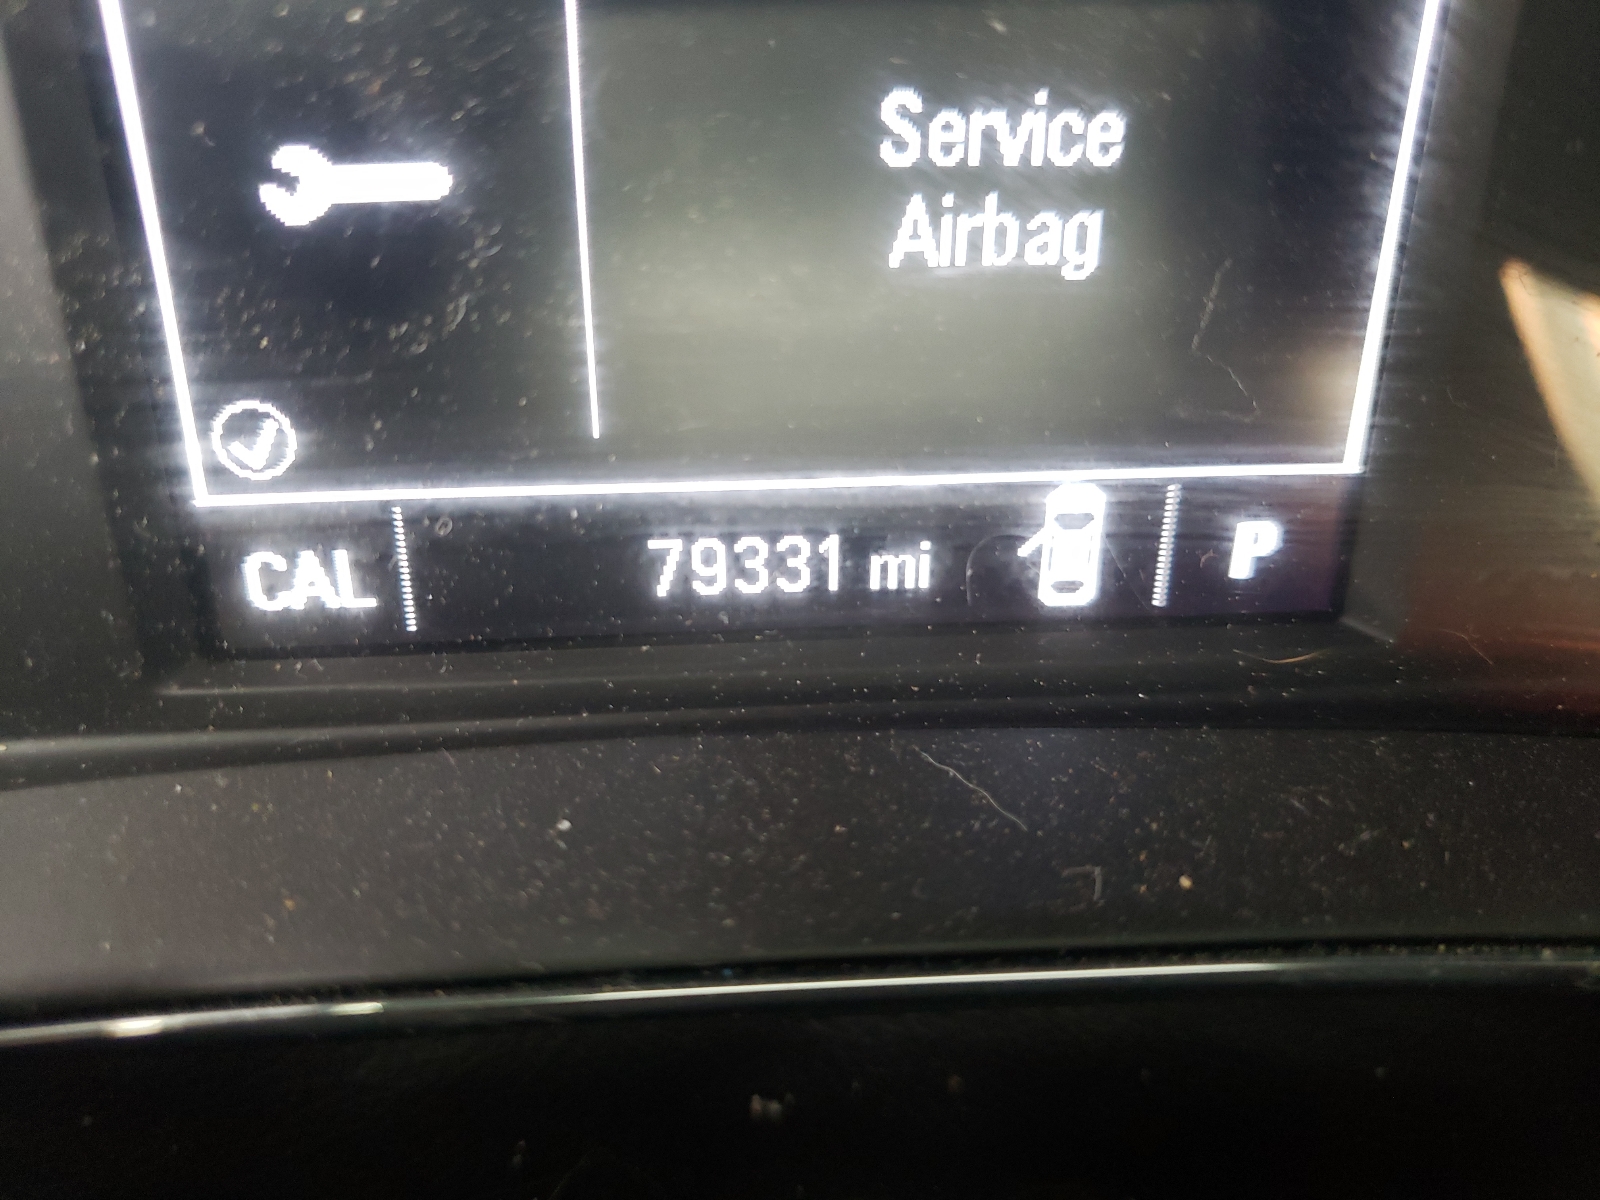 Service
Airbag
CAL 79331 mi P